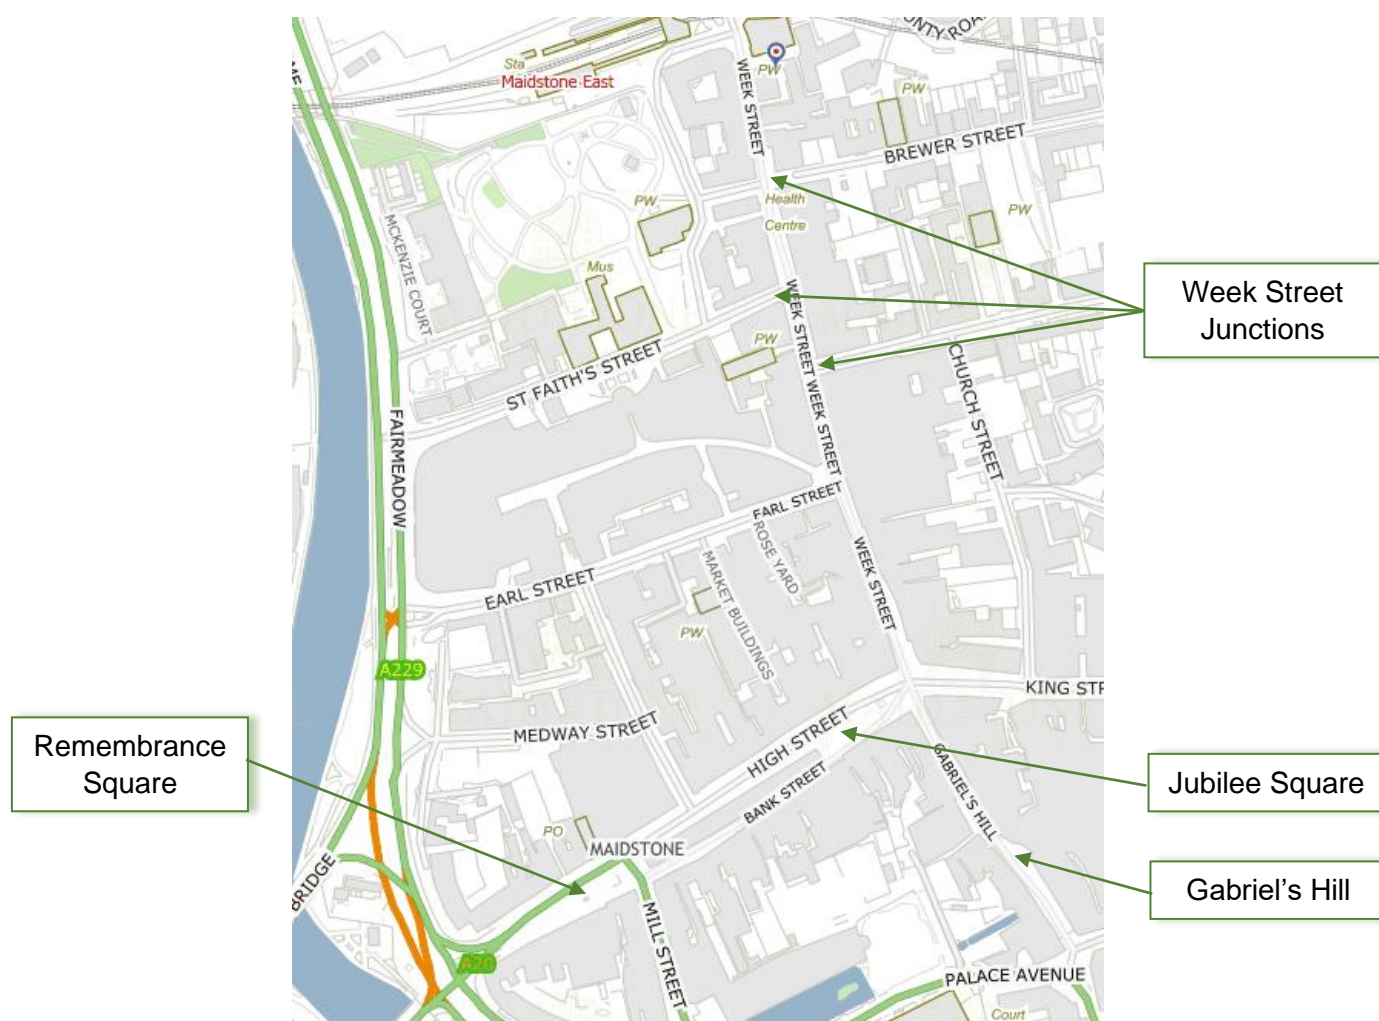 UNTY ROA
Sta
Maidstone East
PW
WEEK STREET
PW
BREWER STREET
ME
MCKENZIE COURT
PW
Health
Centre
PW
Mus
Week Street
Junctions
WEEK STREET
PW
ST FAITH'S STREET
WEEK STREET
CHURCH STREET
FAIRMEADOW
EARL STREET
ROSE YARD
MARKET BUILDINGS
WEEK STREET
EARL STREET
PW
A229
KING STR
MEDWAY STREET
HIGH STREET
Remembrance
Square
Jubilee Square
BANK STREET
GABRIEL'S HILL
PO
MAIDSTONE
BRIDGE
Gabriel’s Hill
MILL STREET
A20
PALACE AVENUE
Court